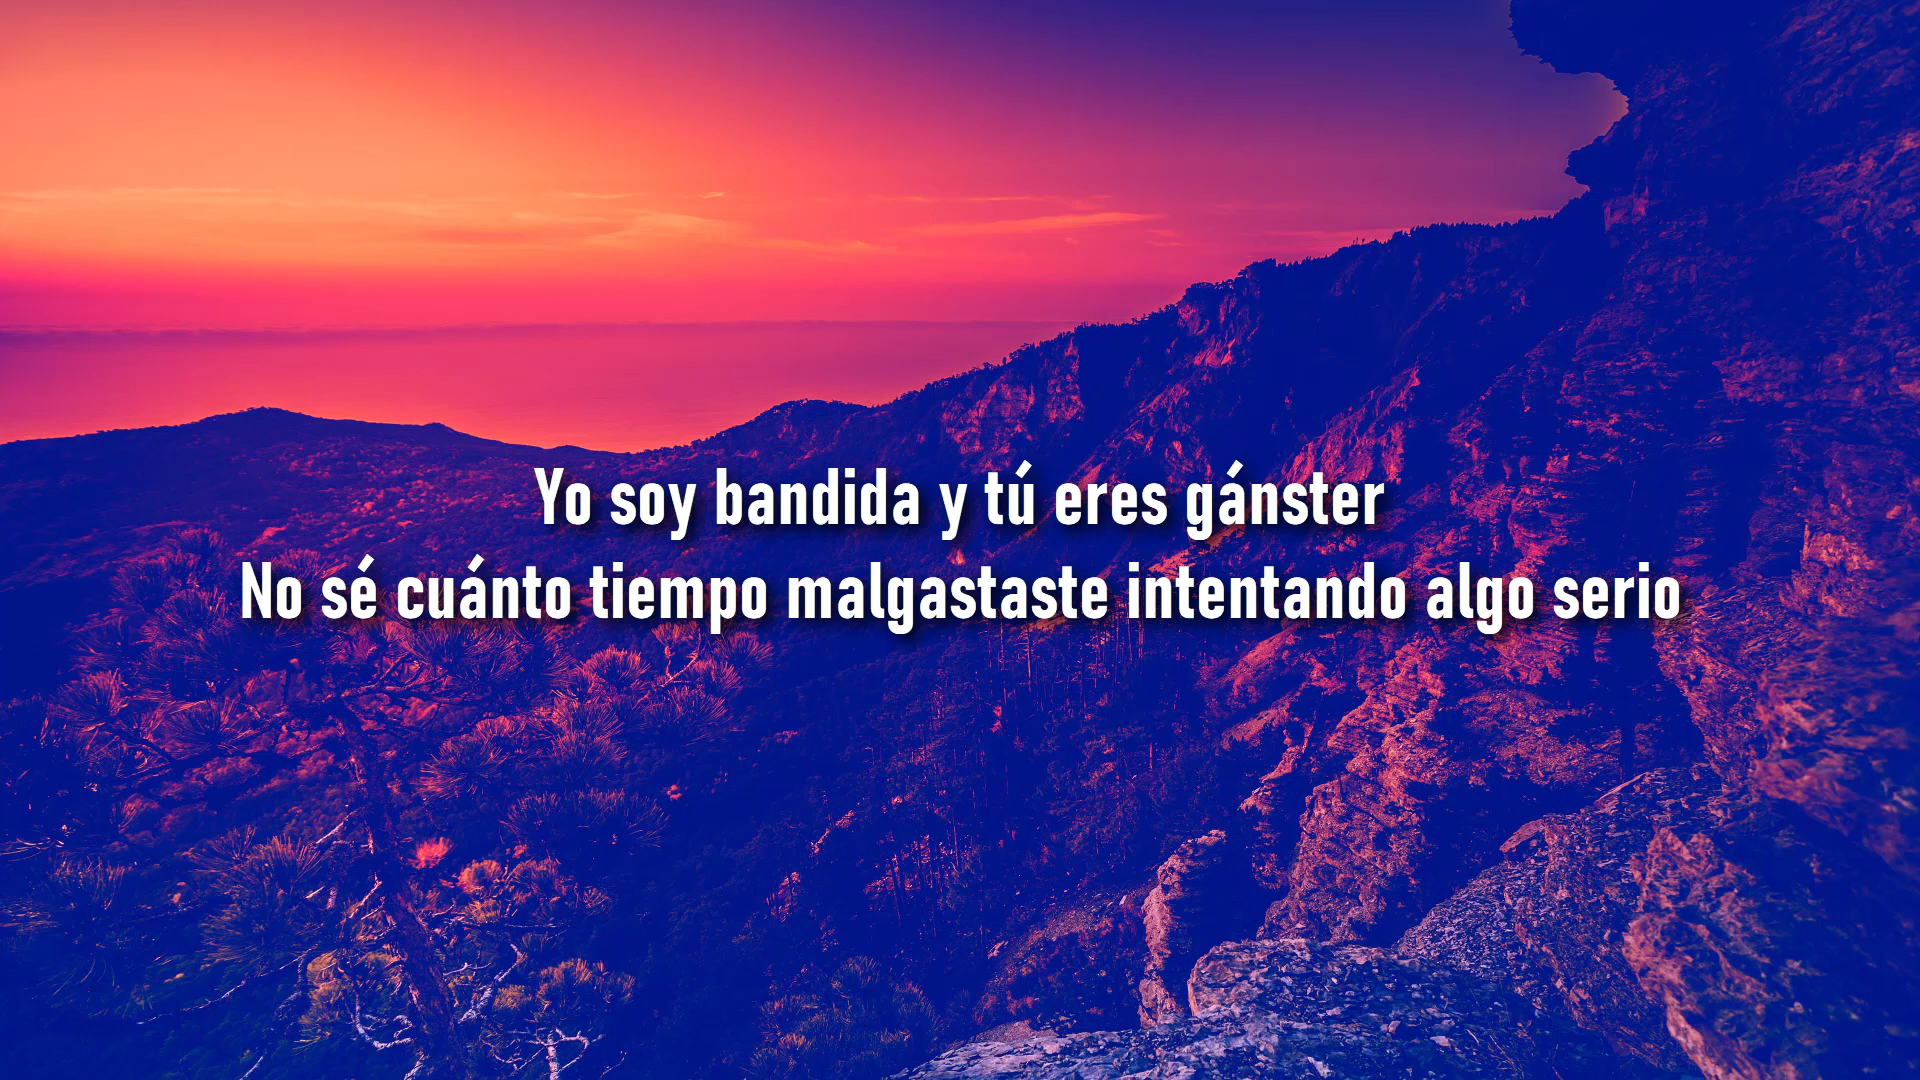 Yo soy bandida y tú eres gánster
No sé cuánto tiempo malgastaste intentando algo serio